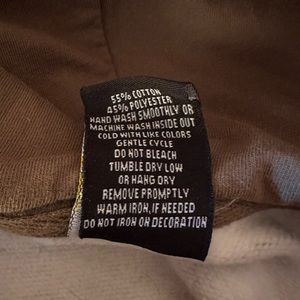 55% COTTON
45% POLYESTER
HAND WASH SMOOTHLY OR
MACHINE WASH INSIDE OUT
COLD WITH LIKE COLORS
GENTLE CYCLE
DO NOT BLEACH
TUMBLE DRY LOW
OR HANG DRY
REMOVE PROMPTLY
WARM IRON, IF NEEDED
DO NOT IRON ON DECORATION